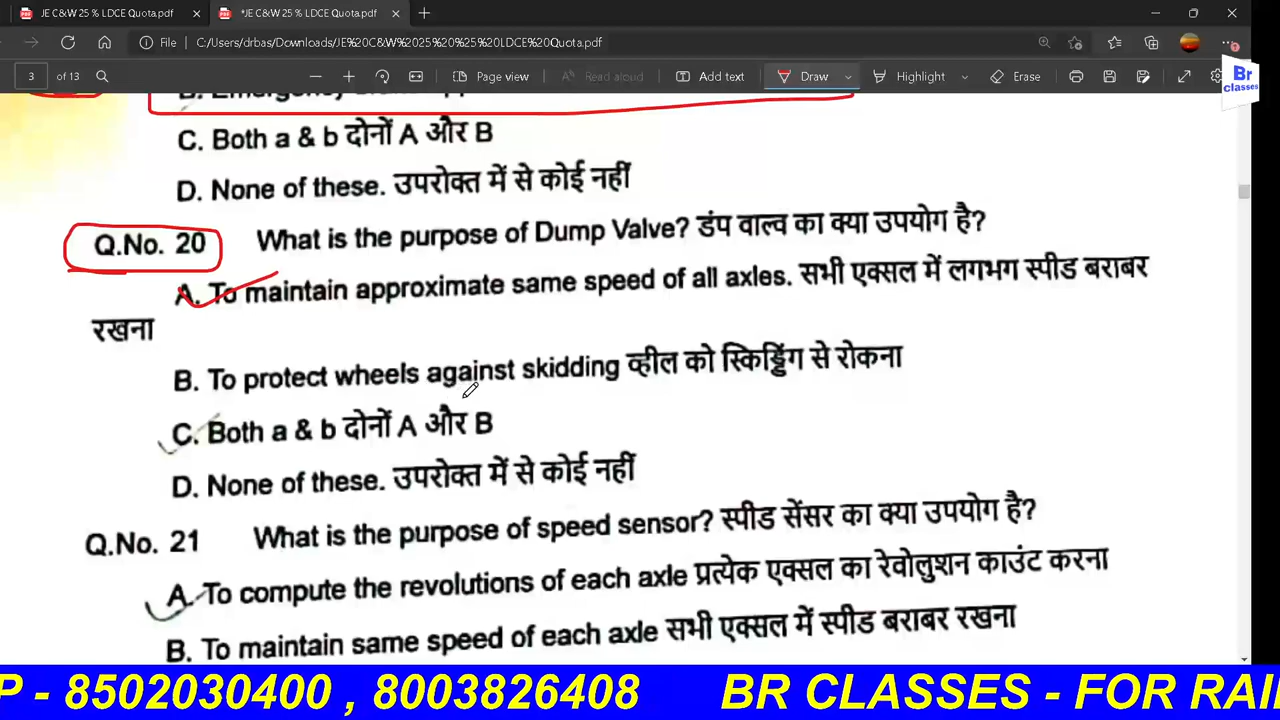 JE C&W 25 % LDCE Quota.pdf
*JE C&W 25 % LDCE Quota.pdf
File C:/Users/drbas/Downloads/JE%20C&W%2025%20%25%20LDCE%20Quota.pdf
3 of 13 Page view Read aloud Add text Draw Highlight Erase
Br
classes
C. Both a & b दोनों A और B
D. None of these. उपरोक्त में से कोई नहीं
Q.No. 20 What is the purpose of Dump Valve? डंप वाल्व का क्या उपयोग है?
A. To maintain approximate same speed of all axles. सभी एक्सल में लगभग स्पीड बराबर
रखना
B. To protect wheels against skidding व्हील को स्किड्डिंग से रोकना
C. Both a & b दोनों A और B
D. None of these. उपरोक्त में से कोई नहीं
Q.No. 21 What is the purpose of speed sensor? स्पीड सेंसर का क्या उपयोग है?
A. To compute the revolutions of each axle प्रत्येक एक्सल का रेवोलुशन काउंट करना
B. To maintain same speed of each axle सभी एक्सल में स्पीड बराबर रखना
P - 8502030400 , 8003826408 BR CLASSES - FOR RAI